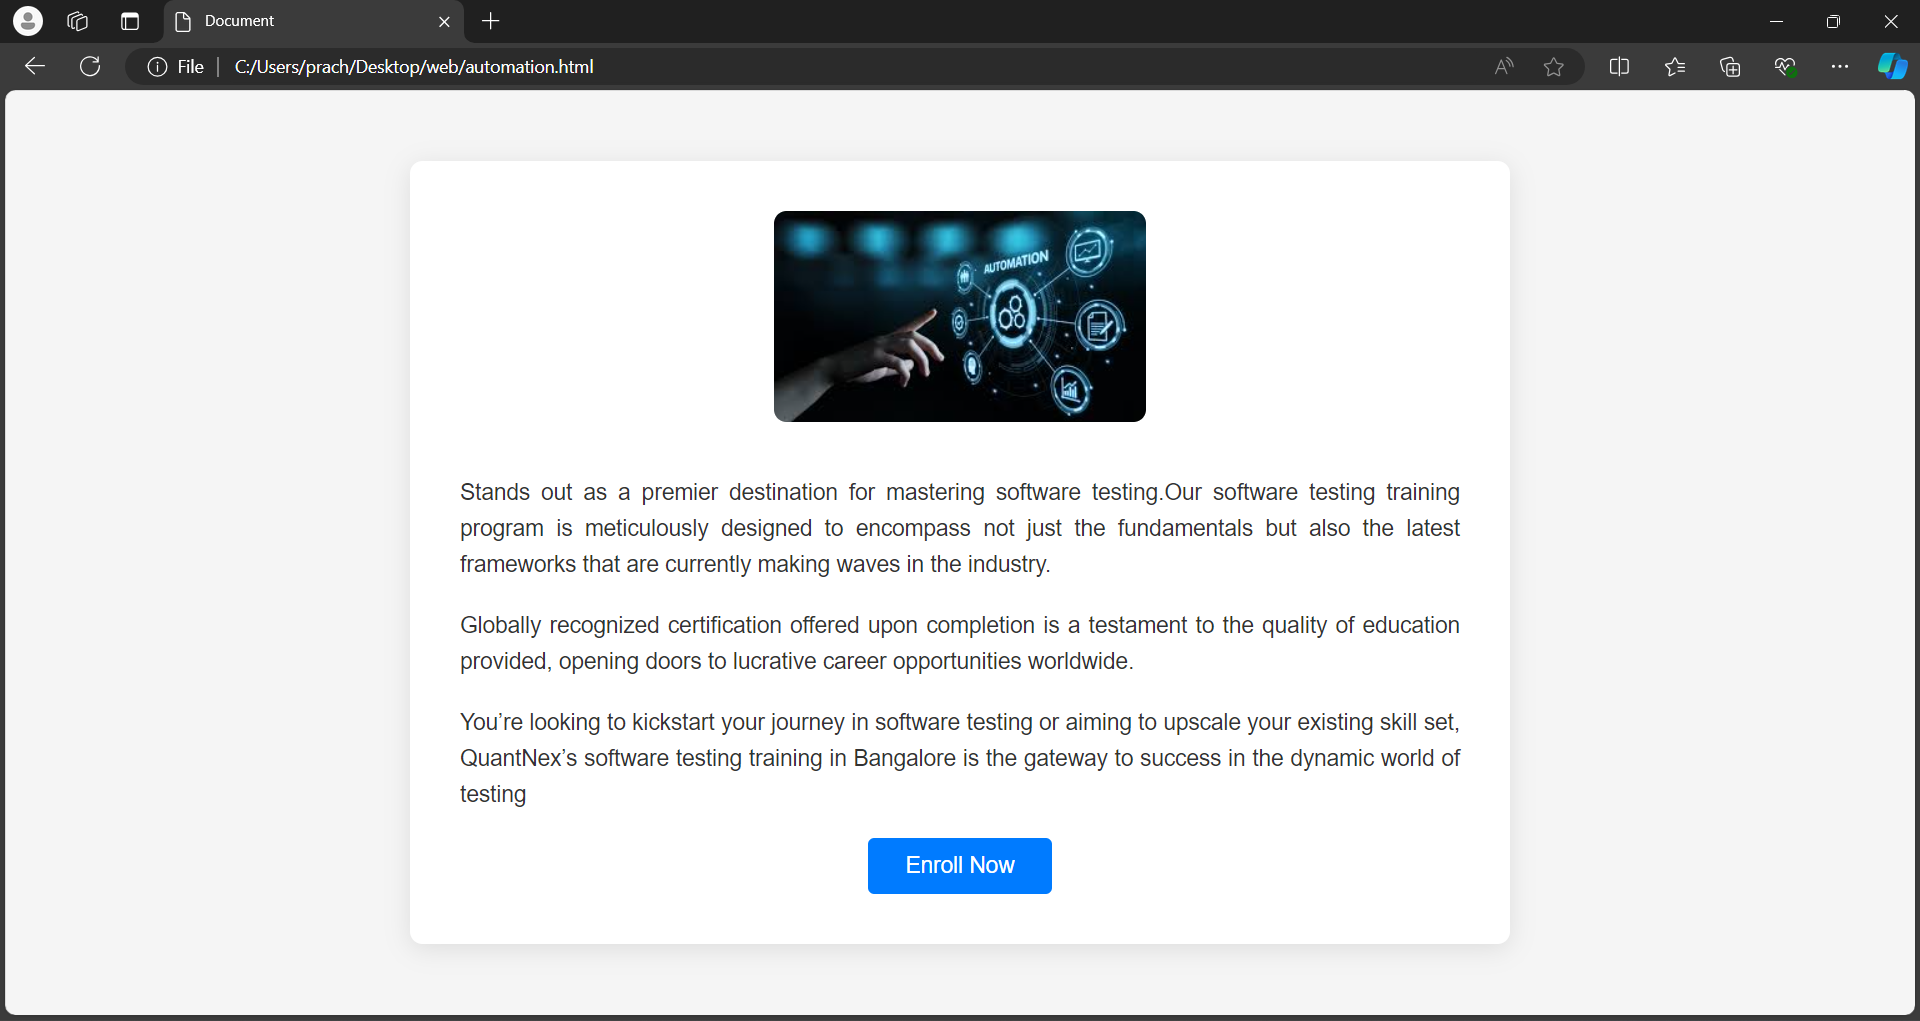 Document
File
C:/Users/prach/Desktop/web/automation.html
AUTOMATION
Stands out as a premier destination for mastering software testing.Our software testing training
program is meticulously designed to encompass not just the fundamentals but also the latest
frameworks that are currently making waves in the industry.
Globally recognized certification offered upon completion is a testament to the quality of education
provided, opening doors to lucrative career opportunities worldwide.
You’re looking to kickstart your journey in software testing or aiming to upscale your existing skill set,
QuantNex’s software testing training in Bangalore is the gateway to success in the dynamic world of
testing
Enroll Now